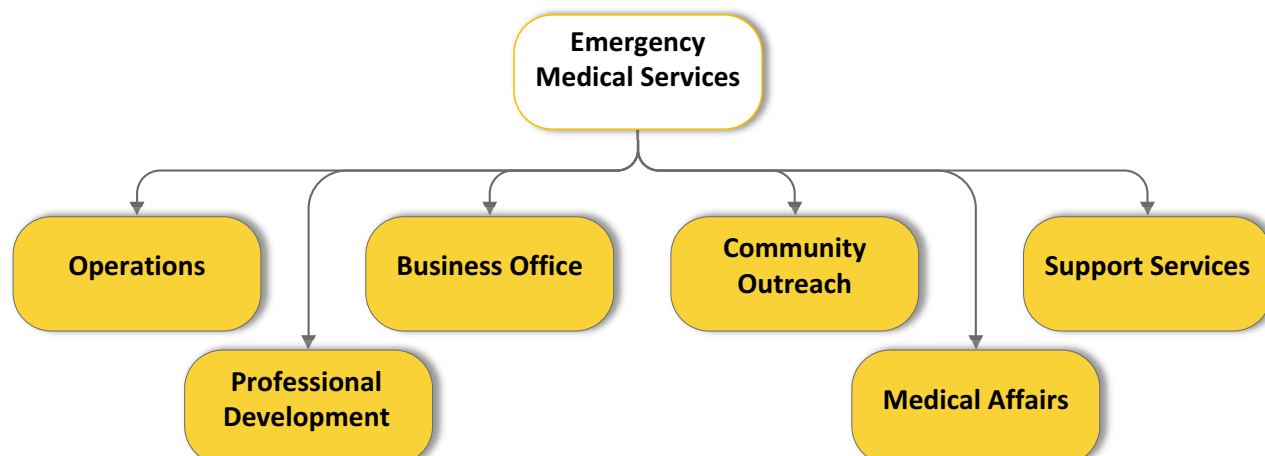 Emergency
Medical Services
Operations
Business Office
Community
Outreach
Support Services
Professional
Development
Medical Affairs